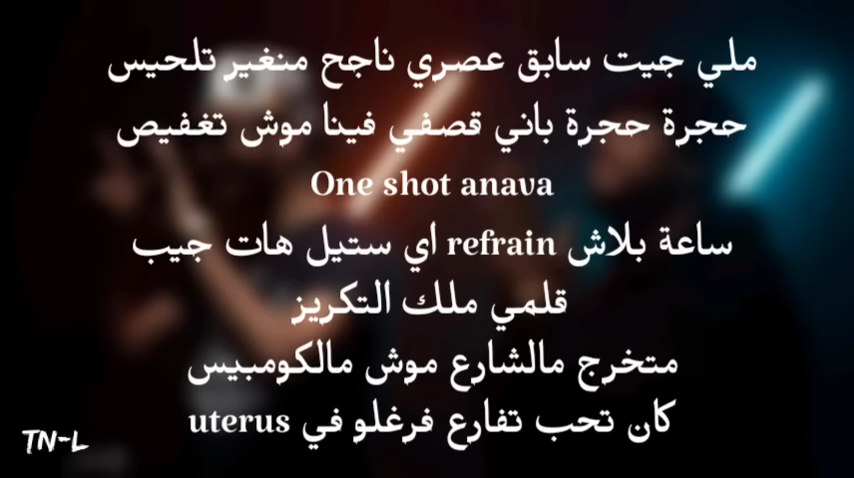 ملي جيت سابق عصري ناجح منغير تلحيس
حجرة حجرة باني قصفي فينا موش تغفيص
One shot anava
ساعة بلاش refrain اي ستيل هات جيب
قلمي ملك التكريز
متخرج مالشارع موش مالكومبيس
كان تحب تفارع فرغلو في uterus
TN-L